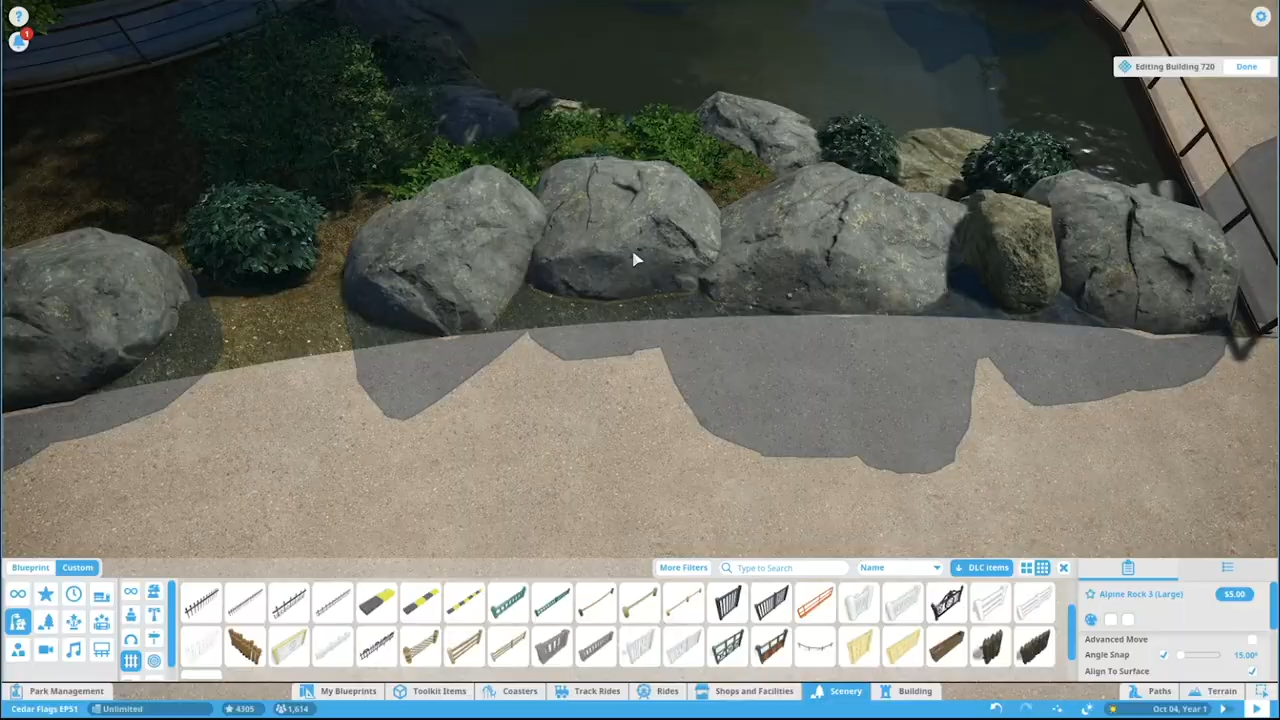 ?
1
Editing Building 720 Done
Blueprint Custom More Filters Type to Search Name DLC items
Alpine Rock 3 (Large) $5.00
Advanced Move
Angle Snap 15.00°
Align To Surface
Park Management My Blueprints Toolkit Items Coasters Track Rides Rides Shops and Facilities Scenery Building Paths Terrain
Cedar Flags EP51 Unlimited 4305 1,614 Oct 04, Year 1